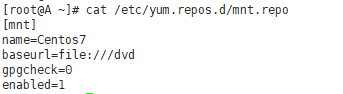 [root@A ~]# cat /etc/yum.repos.d/mnt.repo
[mnt]
name=Centos7
baseurl=file:///dvd
gpgcheck=0
enabled=1